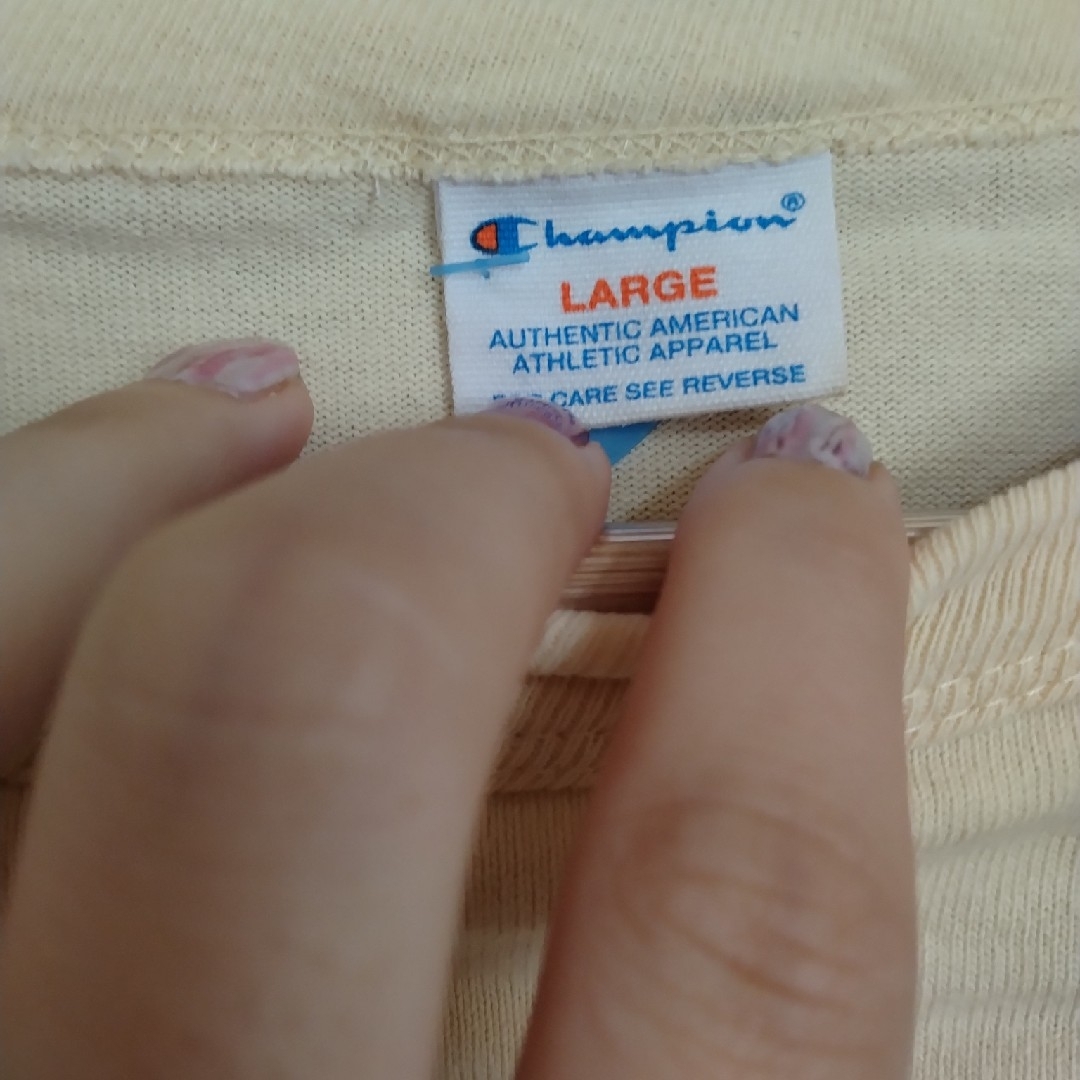 Champion®
LARGE
AUTHENTIC AMERICAN
ATHLETIC APPAREL
CARE SEE REVERSE